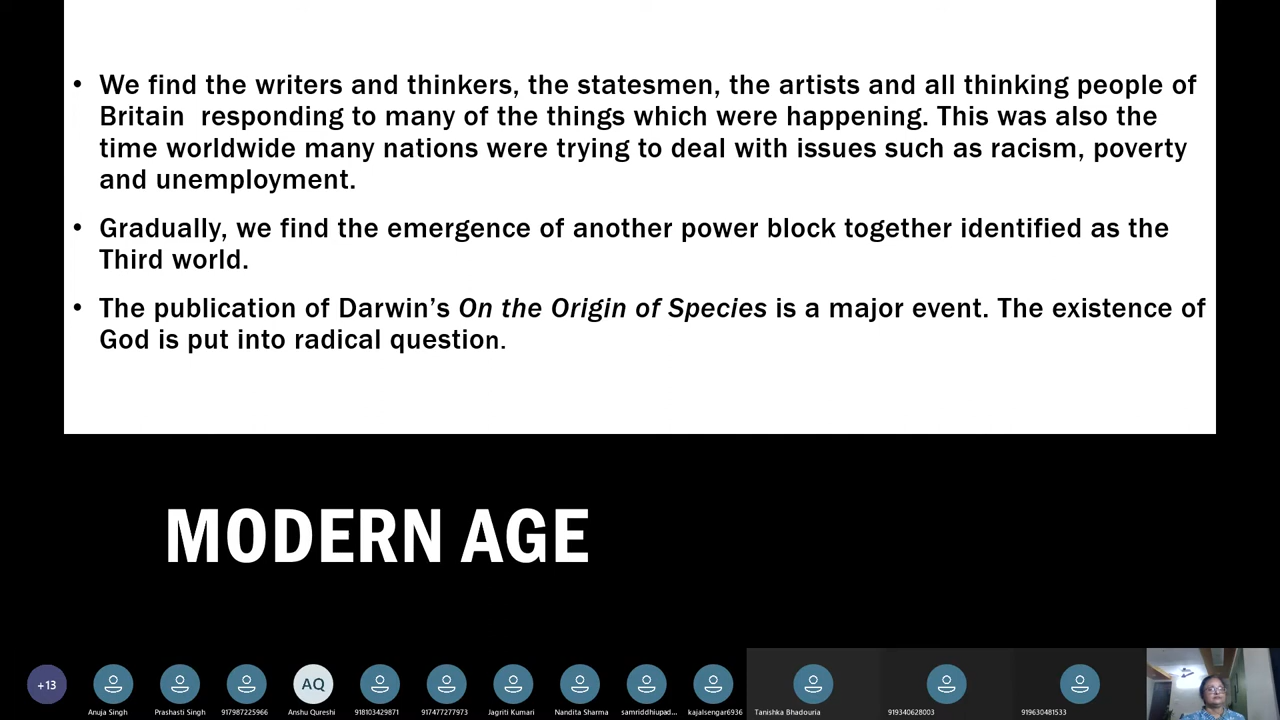 • We find the writers and thinkers, the statesmen, the artists and all thinking people of
Britain responding to many of the things which were happening. This was also the
time worldwide many nations were trying to deal with issues such as racism, poverty
and unemployment.
• Gradually, we find the emergence of another power block together identified as the
Third world.
• The publication of Darwin's On the Origin of Species is a major event. The existence of
God is put into radical question.
MODERN AGE
+13
AQ
Anuja Singh
Prashasti Singh
917987225966
Anshu Qureshi
918103429871
917477277973
Jagriti Kumari
Nandita Sharma
samriddhiupad...
kajalsengar6936
Tanishka Bhadouria
919340628003
919630481533